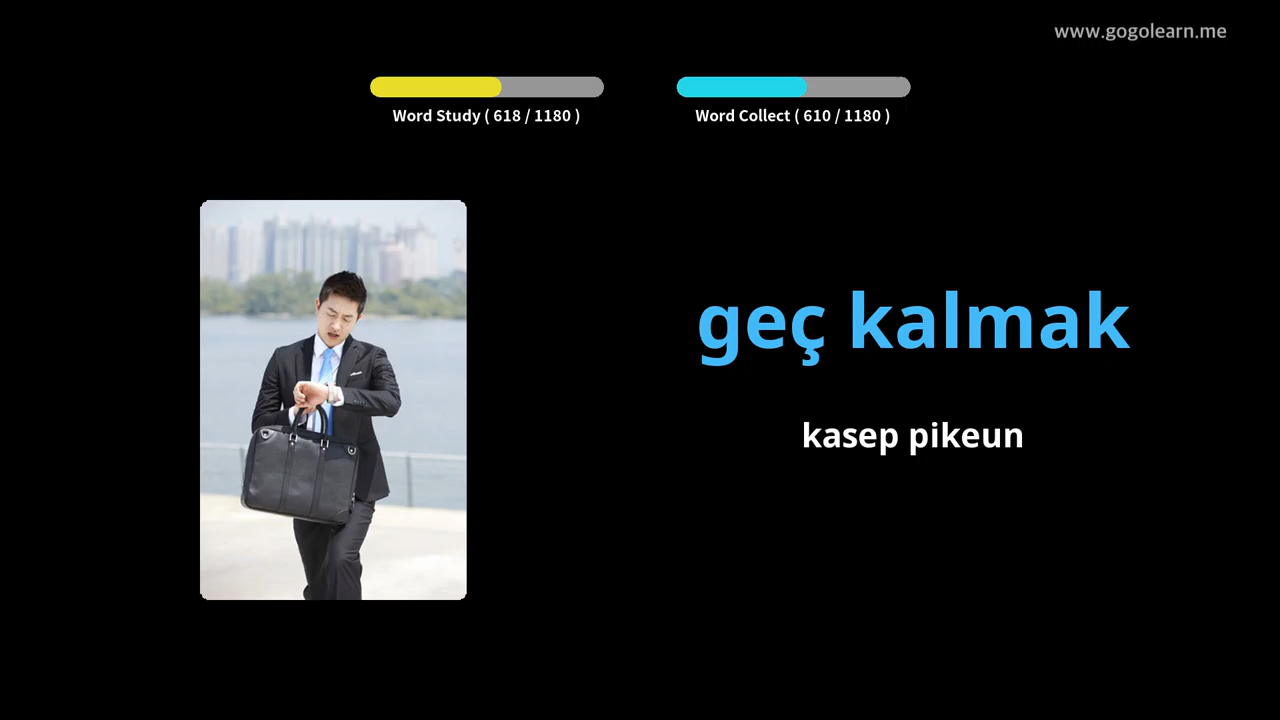 www.gogolearn.me
Word Study ( 618 / 1180 )
Word Collect ( 610 / 1180 )
geç kalmak
kasep pikeun